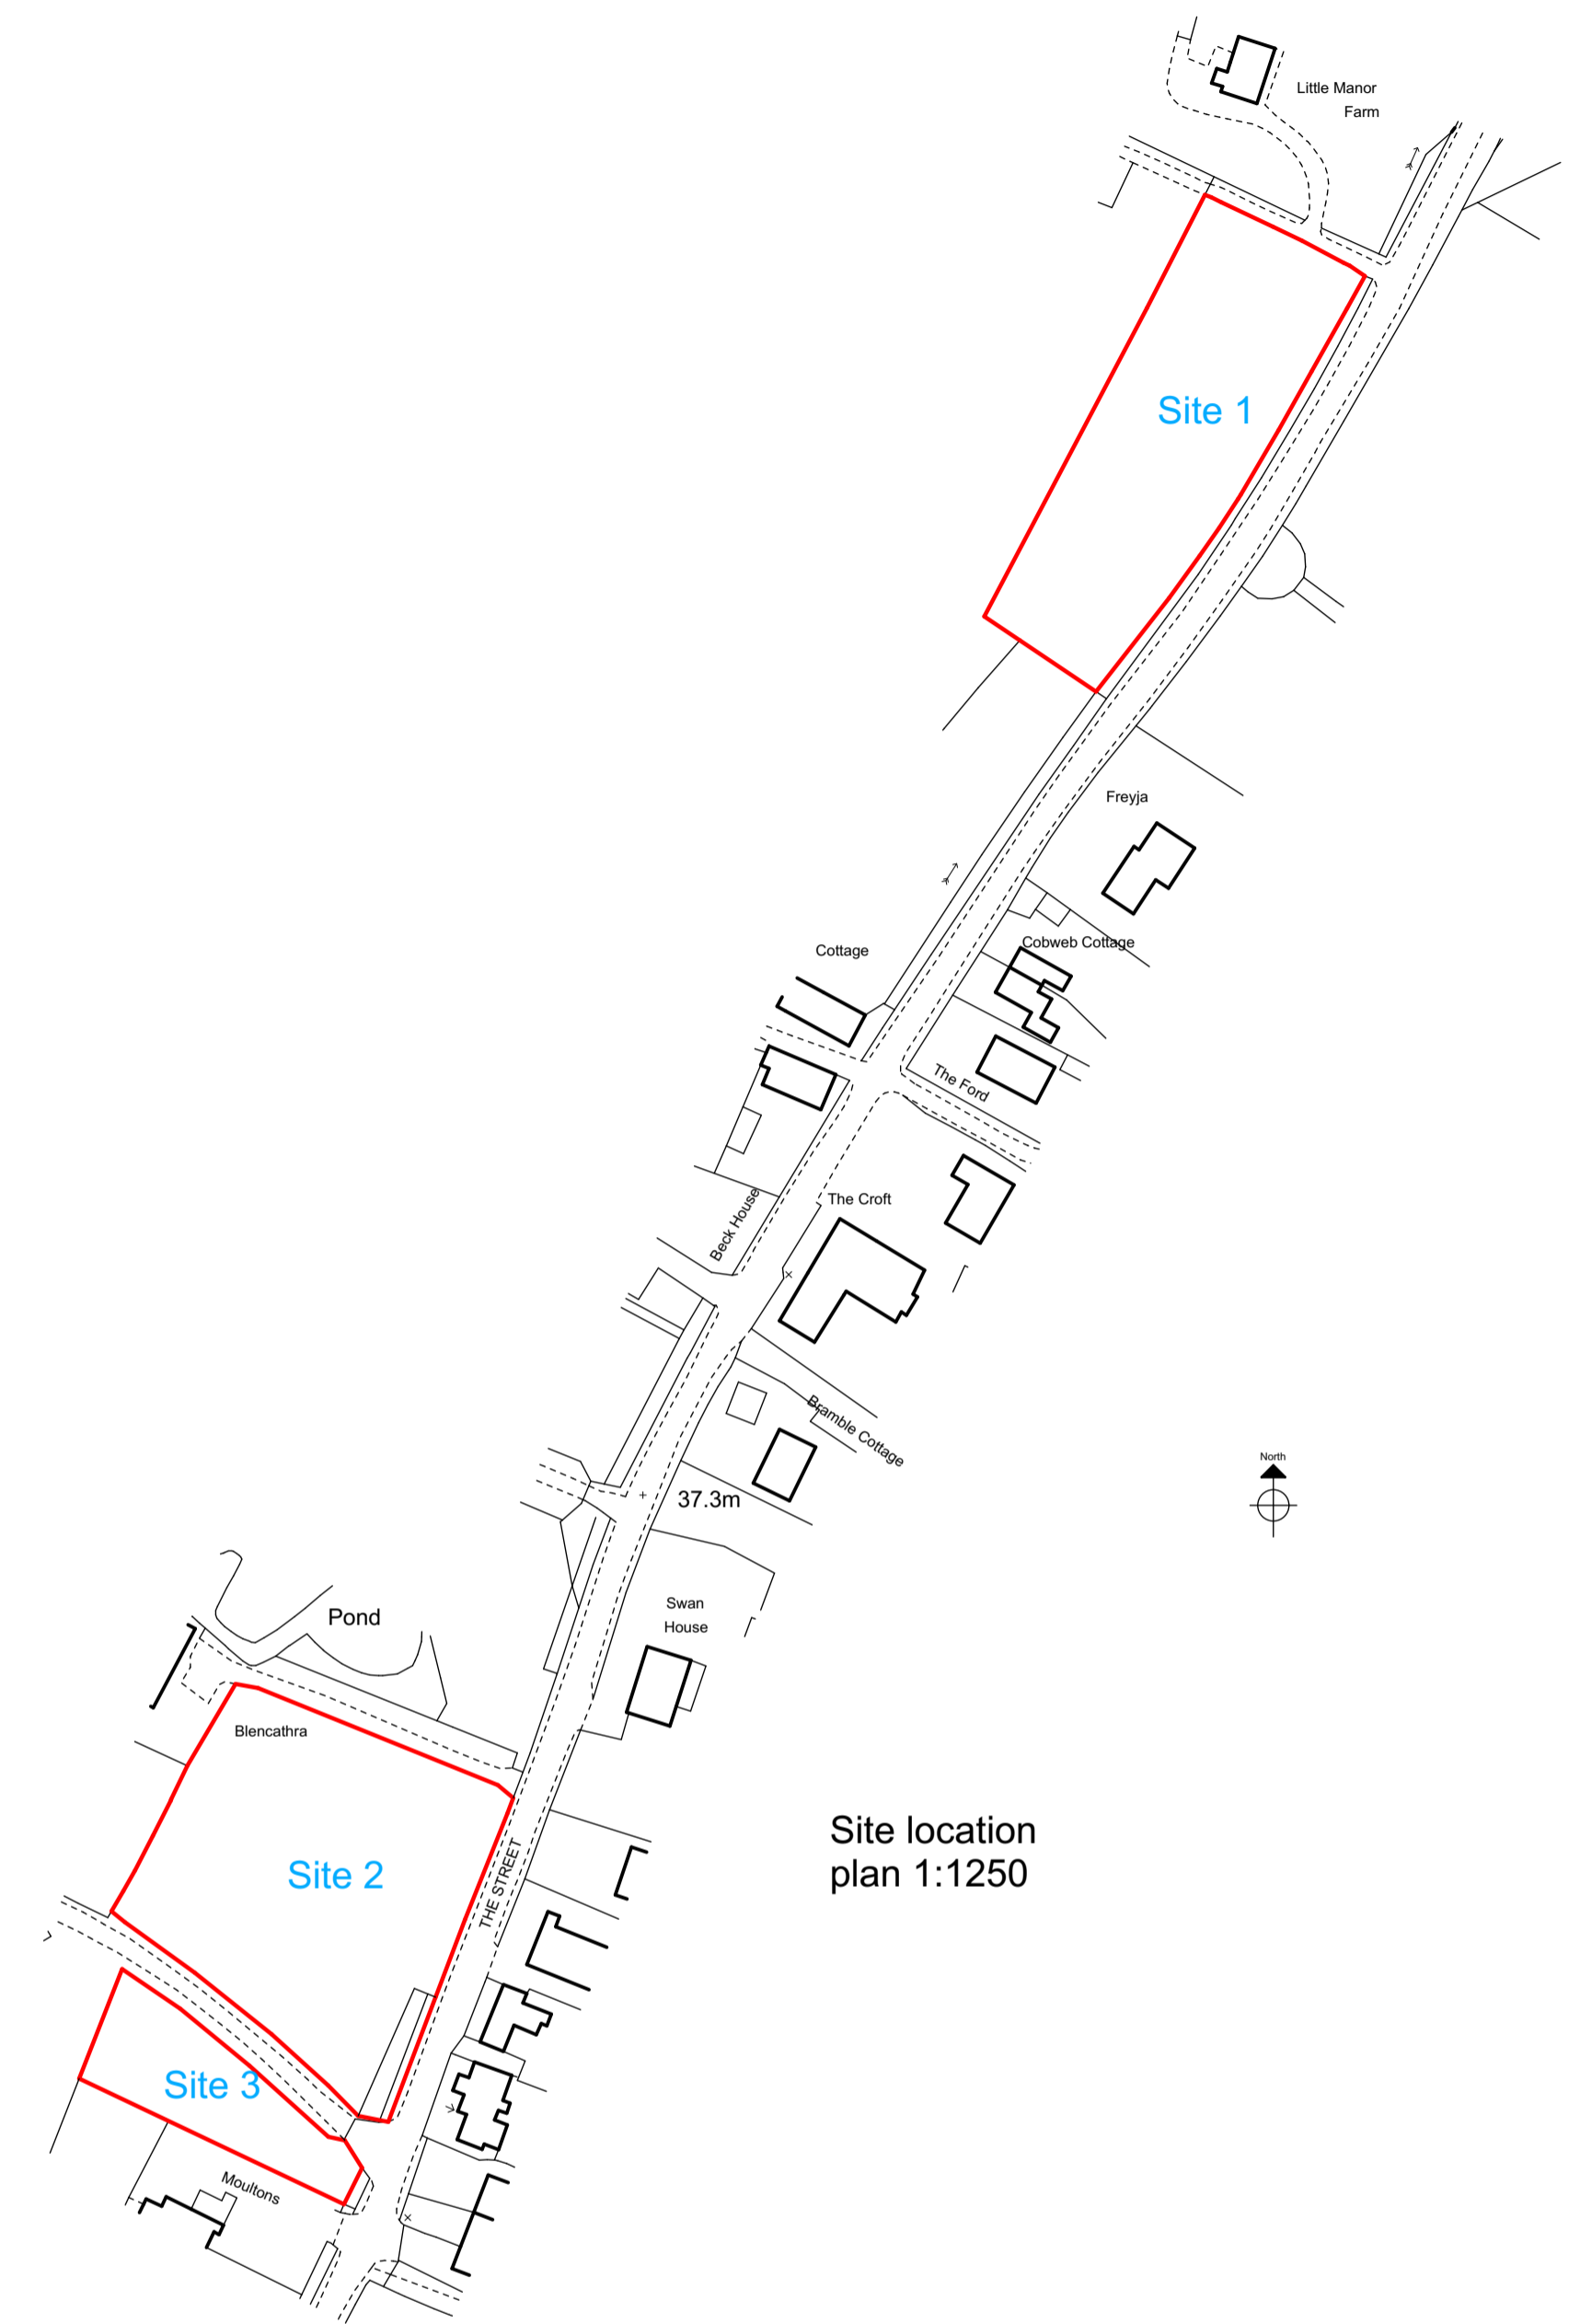 Little Manor
Farm
Site 1
Freyja
Cobweb Cottage
Cottage
The Ford
The Croft
Beck House
Bramble Cottage
North
37.3m
Swan
House
Pond
Blencathra
Site location
plan 1:1250
THE STREET
Site 2
Site 3
Moultons